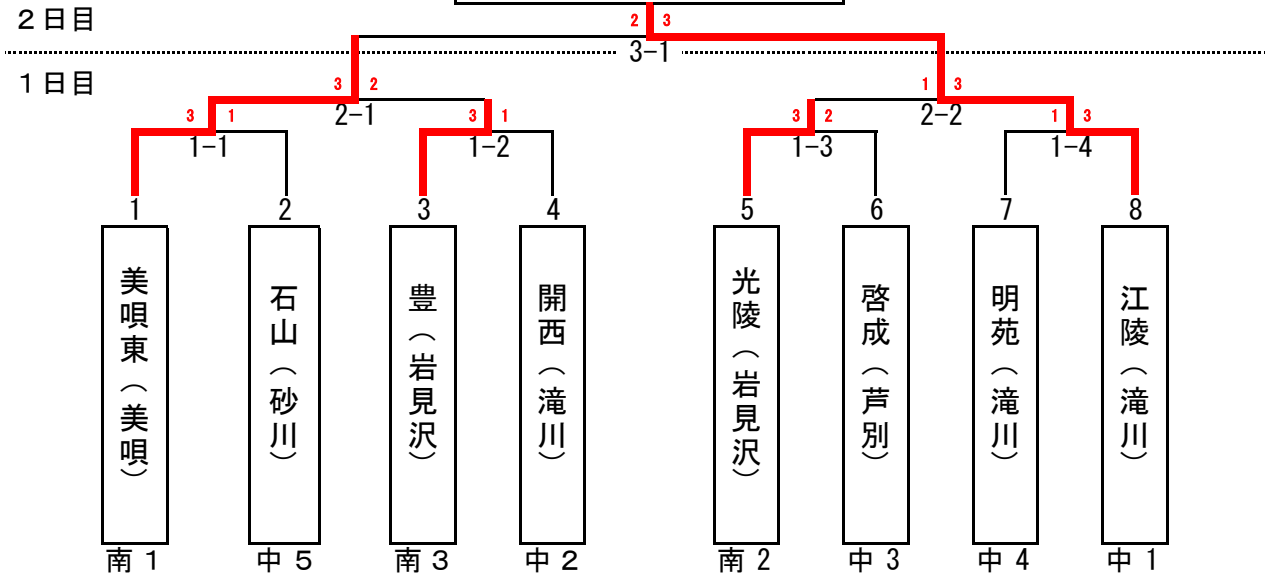 ２日目
2 3
3-1
１日目
3 2
1 3
2-1
2-2
3 1
3 1
3 2
1 3
1-1
1-2
1-3
1-4
1
2
3
4
5
6
7
8
美唄東（美唄）
石山（砂川）
豊（岩見沢）
開西（滝川）
光陵（岩見沢）
啓成（芦別）
明苑（滝川）
江陵（滝川）
南１
中５
南３
中２
南２
中３
中４
中１